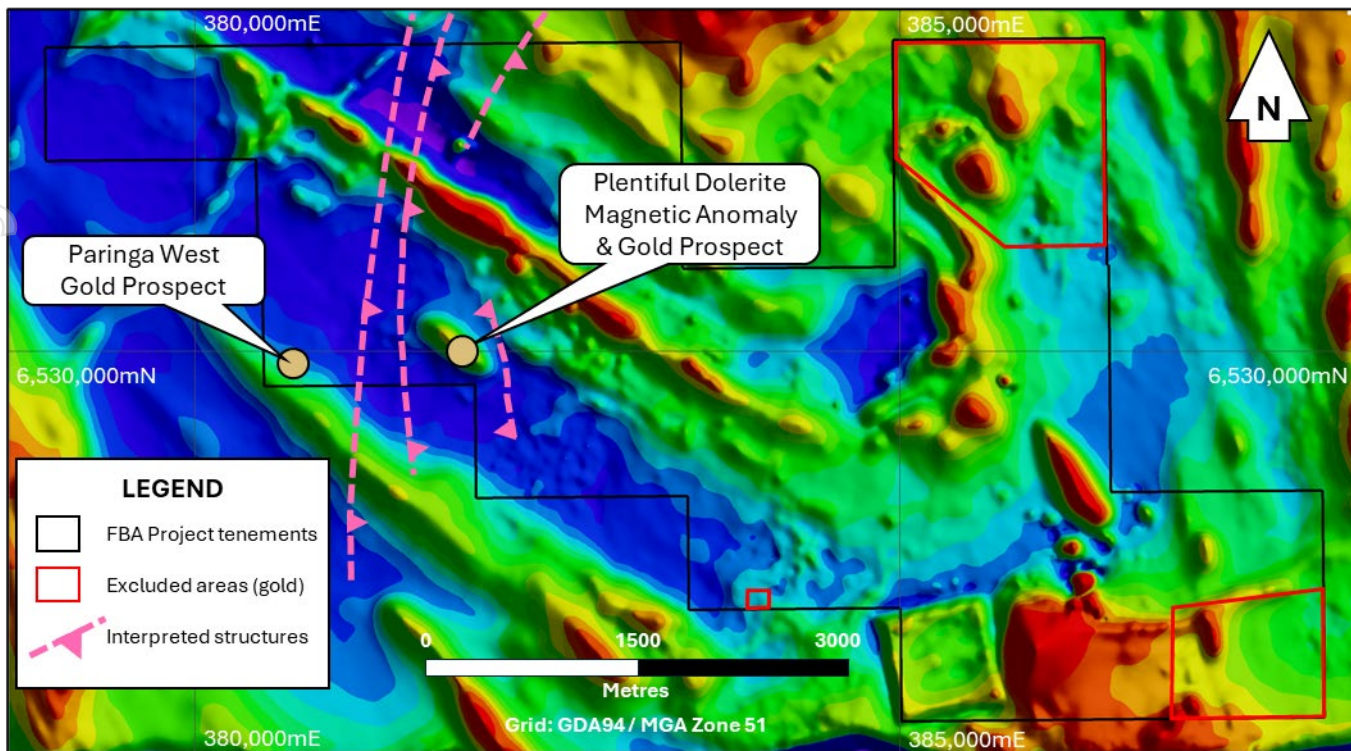 380,000mE
385,000mE
N
Plentiful Dolerite
Magnetic Anomaly
& Gold Prospect
Paringa West
Gold Prospect
6,530,000mN
6,530,000mN
LEGEND
FBA Project tenements
Excluded areas (gold)
Interpreted structures
0
1500
3000
Metres
Grid: GDA94 / MGA Zone 51
380,000mE
385,000mE